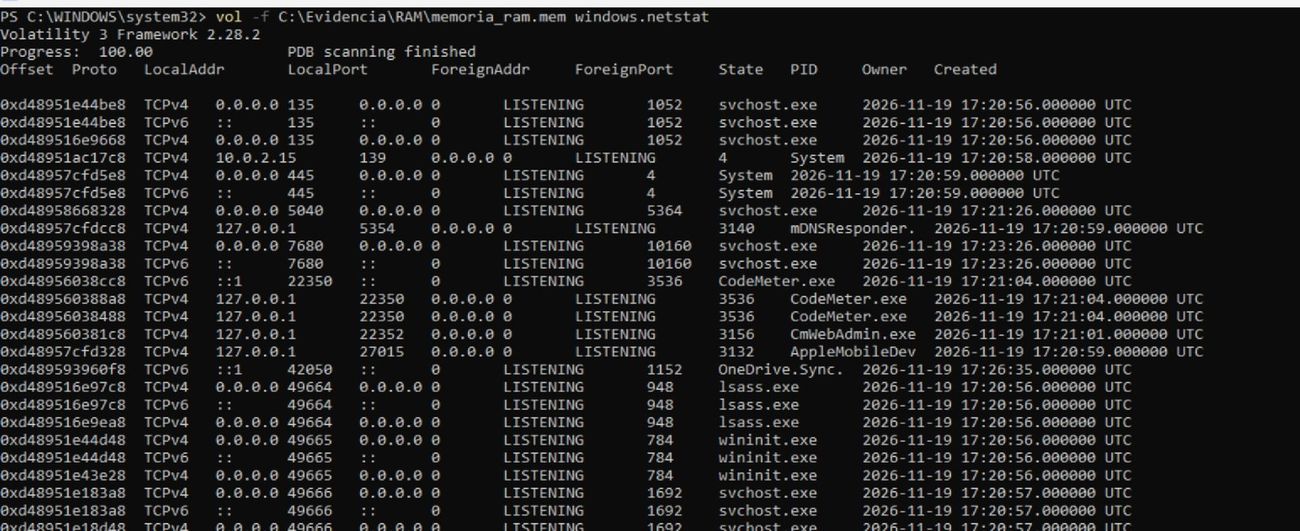 PS C:\WINDOWS\system32> vol -f C:\Evidencia\RAM\memoria_ram.mem windows.netstat
Volatility 3 Framework 2.28.2
Progress:  100.00               PDB scanning finished
Offset  Proto   LocalAddr       LocalPort       ForeignAddr     ForeignPort     State   PID     Owner   Created
0xd48951e44be8  TCPv4   0.0.0.0 135     0.0.0.0 0       LISTENING       1052    svchost.exe     2026-11-19 17:20:56.000000 UTC
0xd48951e44be8  TCPv6   ::      135     ::      0       LISTENING       1052    svchost.exe     2026-11-19 17:20:56.000000 UTC
0xd489516e9668  TCPv4   0.0.0.0 135     0.0.0.0 0       LISTENING       1052    svchost.exe     2026-11-19 17:20:56.000000 UTC
0xd48951ac17c8  TCPv4   10.0.2.15       139     0.0.0.0 0       LISTENING       4       System  2026-11-19 17:20:58.000000 UTC
0xd48957cfd5e8  TCPv4   0.0.0.0 445     0.0.0.0 0       LISTENING       4       System  2026-11-19 17:20:59.000000 UTC
0xd48957cfd5e8  TCPv6   ::      445     ::      0       LISTENING       4       System  2026-11-19 17:20:59.000000 UTC
0xd48958668328  TCPv4   0.0.0.0 5040    0.0.0.0 0       LISTENING       5364    svchost.exe     2026-11-19 17:21:26.000000 UTC
0xd48957cfdcc8  TCPv4   127.0.0.1       5354    0.0.0.0 0       LISTENING       3140    mDNSResponder.  2026-11-19 17:20:59.000000 UTC
0xd48959398a38  TCPv4   0.0.0.0 7680    0.0.0.0 0       LISTENING       10160   svchost.exe     2026-11-19 17:23:26.000000 UTC
0xd48959398a38  TCPv6   ::      7680    ::      0       LISTENING       10160   svchost.exe     2026-11-19 17:23:26.000000 UTC
0xd48956038cc8  TCPv6   ::1     22350   ::      0       LISTENING       3536    CodeMeter.exe   2026-11-19 17:21:04.000000 UTC
0xd489560388a8  TCPv4   127.0.0.1       22350   0.0.0.0 0       LISTENING       3536    CodeMeter.exe   2026-11-19 17:21:04.000000 UTC
0xd48956038488  TCPv4   127.0.0.1       22350   0.0.0.0 0       LISTENING       3536    CodeMeter.exe   2026-11-19 17:21:04.000000 UTC
0xd489560381c8  TCPv4   127.0.0.1       22352   0.0.0.0 0       LISTENING       3156    CmWebAdmin.exe  2026-11-19 17:21:01.000000 UTC
0xd48957cfd328  TCPv4   127.0.0.1       27015   0.0.0.0 0       LISTENING       3132    AppleMobileDev  2026-11-19 17:20:59.000000 UTC
0xd489593960f8  TCPv6   ::1     42050   ::      0       LISTENING       1152    OneDrive.Sync.  2026-11-19 17:26:35.000000 UTC
0xd489516e97c8  TCPv4   0.0.0.0 49664   0.0.0.0 0       LISTENING       948     lsass.exe       2026-11-19 17:20:56.000000 UTC
0xd489516e97c8  TCPv6   ::      49664   ::      0       LISTENING       948     lsass.exe       2026-11-19 17:20:56.000000 UTC
0xd489516e9ea8  TCPv4   0.0.0.0 49664   0.0.0.0 0       LISTENING       948     lsass.exe       2026-11-19 17:20:56.000000 UTC
0xd48951e44d48  TCPv4   0.0.0.0 49665   0.0.0.0 0       LISTENING       784     wininit.exe     2026-11-19 17:20:56.000000 UTC
0xd48951e44d48  TCPv6   ::      49665   ::      0       LISTENING       784     wininit.exe     2026-11-19 17:20:56.000000 UTC
0xd48951e43e28  TCPv4   0.0.0.0 49665   0.0.0.0 0       LISTENING       784     wininit.exe     2026-11-19 17:20:56.000000 UTC
0xd48951e183a8  TCPv4   0.0.0.0 49666   0.0.0.0 0       LISTENING       1692    svchost.exe     2026-11-19 17:20:57.000000 UTC
0xd48951e183a8  TCPv6   ::      49666   ::      0       LISTENING       1692    svchost.exe     2026-11-19 17:20:57.000000 UTC
0xd48951e18d48  TCPv4   0.0.0.0 49666   0.0.0.0 0       LISTENING       1692    svchost.exe     2026-11-19 17:20:57.000000 UTC